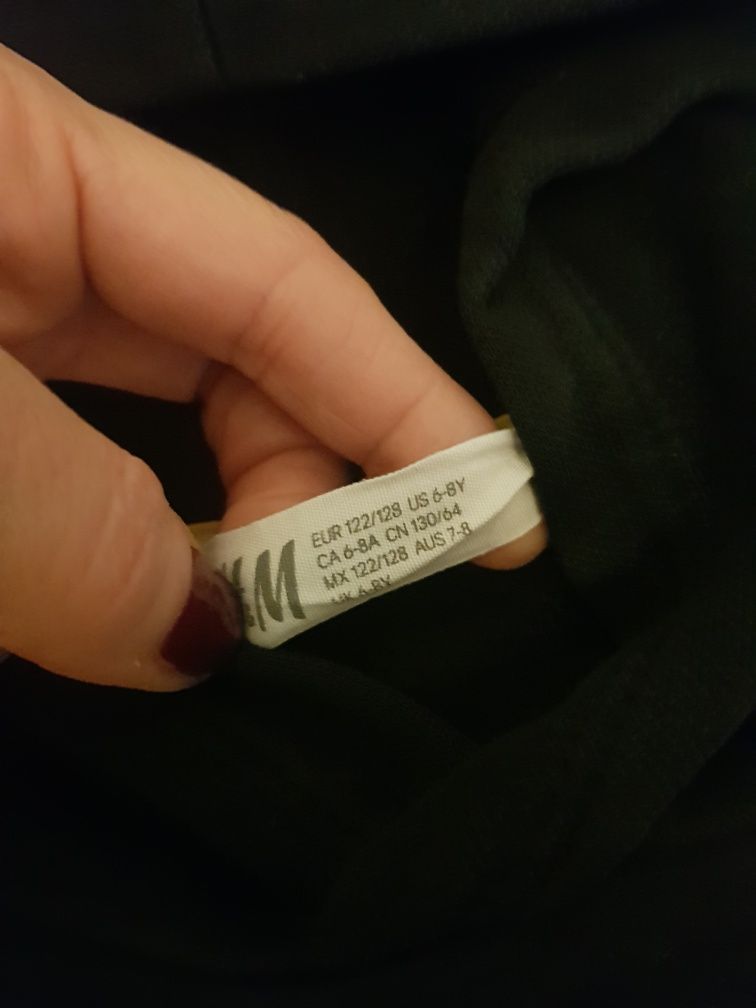 M
EUR 122/128 US 6-8Y
CA 6-8A CN 130/64
MX 122/128 AUS 7-8